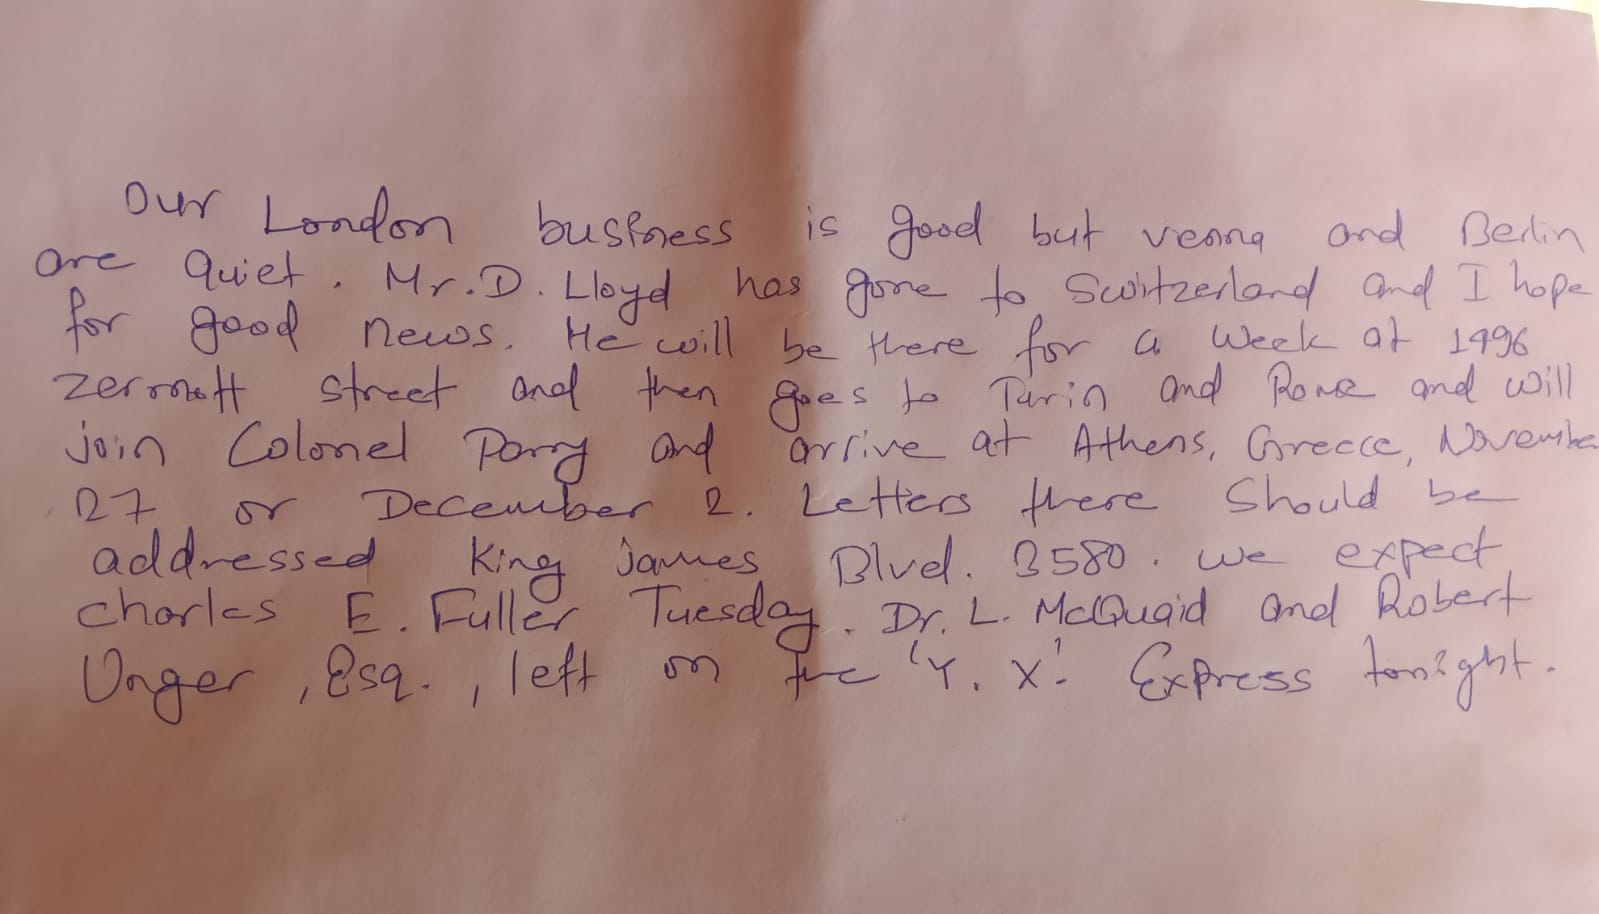 Our London business is good but vienna and Berlin
are quiet. Mr. D. Lloyd has gone to Switzerland and I hope
for good news. He will be there for a week at 1496
zermott street and then goes to Turin and Rome and will
join Colonel Parry and arrive at Athens, Greece, November
27 or December 2. Letters there Should be
addressed King James Blvd. 3580. we expect
charles E. Fuller Tuesday. Dr. L. McQuaid and Robert
Unger, Esq., left on the 'Y. X.' Express tonight.